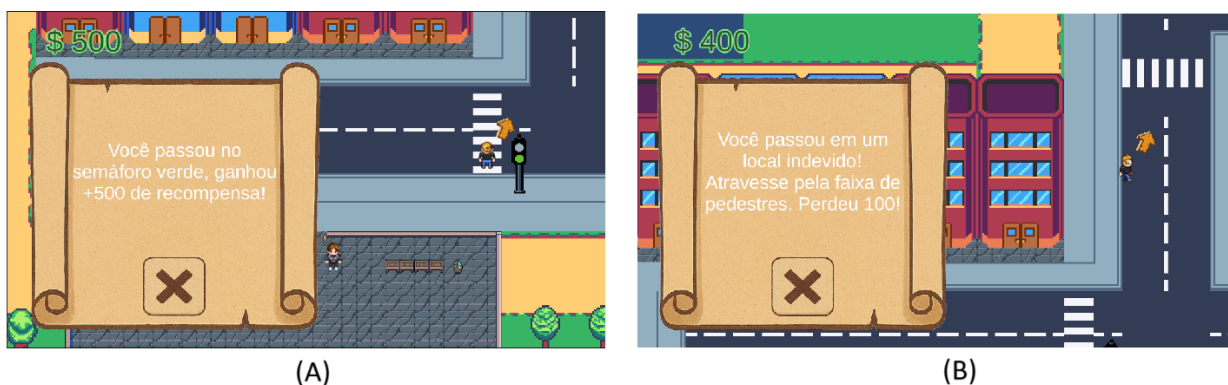 $ 500
Você passou no
semáforo verde, ganhou
+500 de recompensa!
(A)
$ 400
Você passou em um
local indevido!
Atravesse pela faixa de
pedestres. Perdeu 100!
(B)